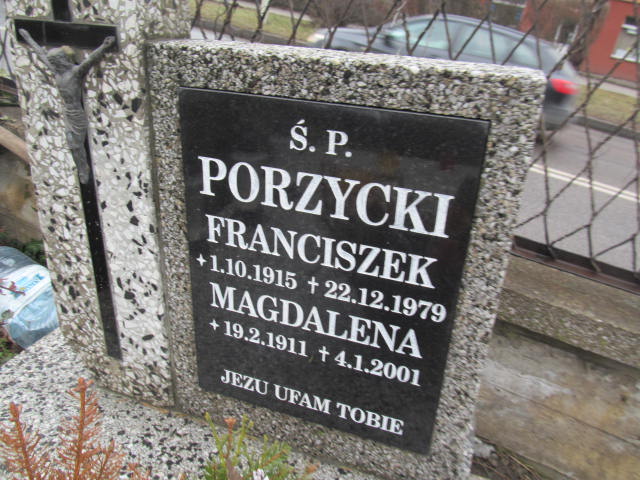 Ś. P.
PORZYCKI
FRANCISZEK
+1.10.1915 +22.12.1979
MAGDALENA
+19.2.1911 +4.1.2001
JEZU UFAM TOBIE